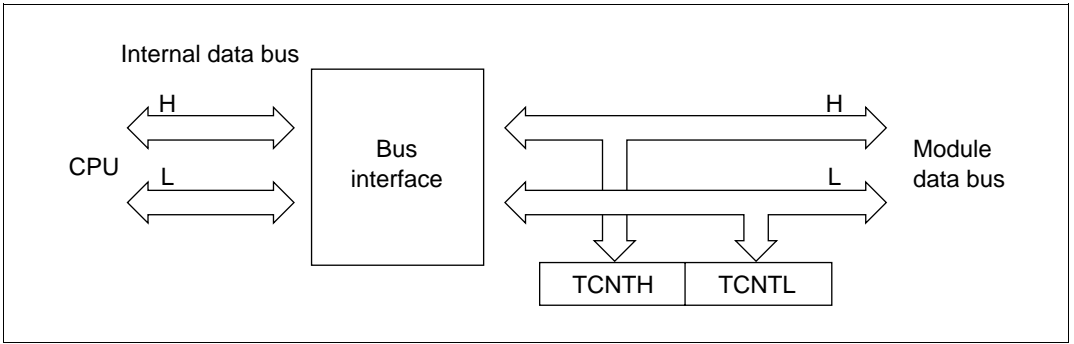 Internal data bus
H
H
CPU
Bus
interface
Module
data bus
L
L
TCNTH
TCNTL